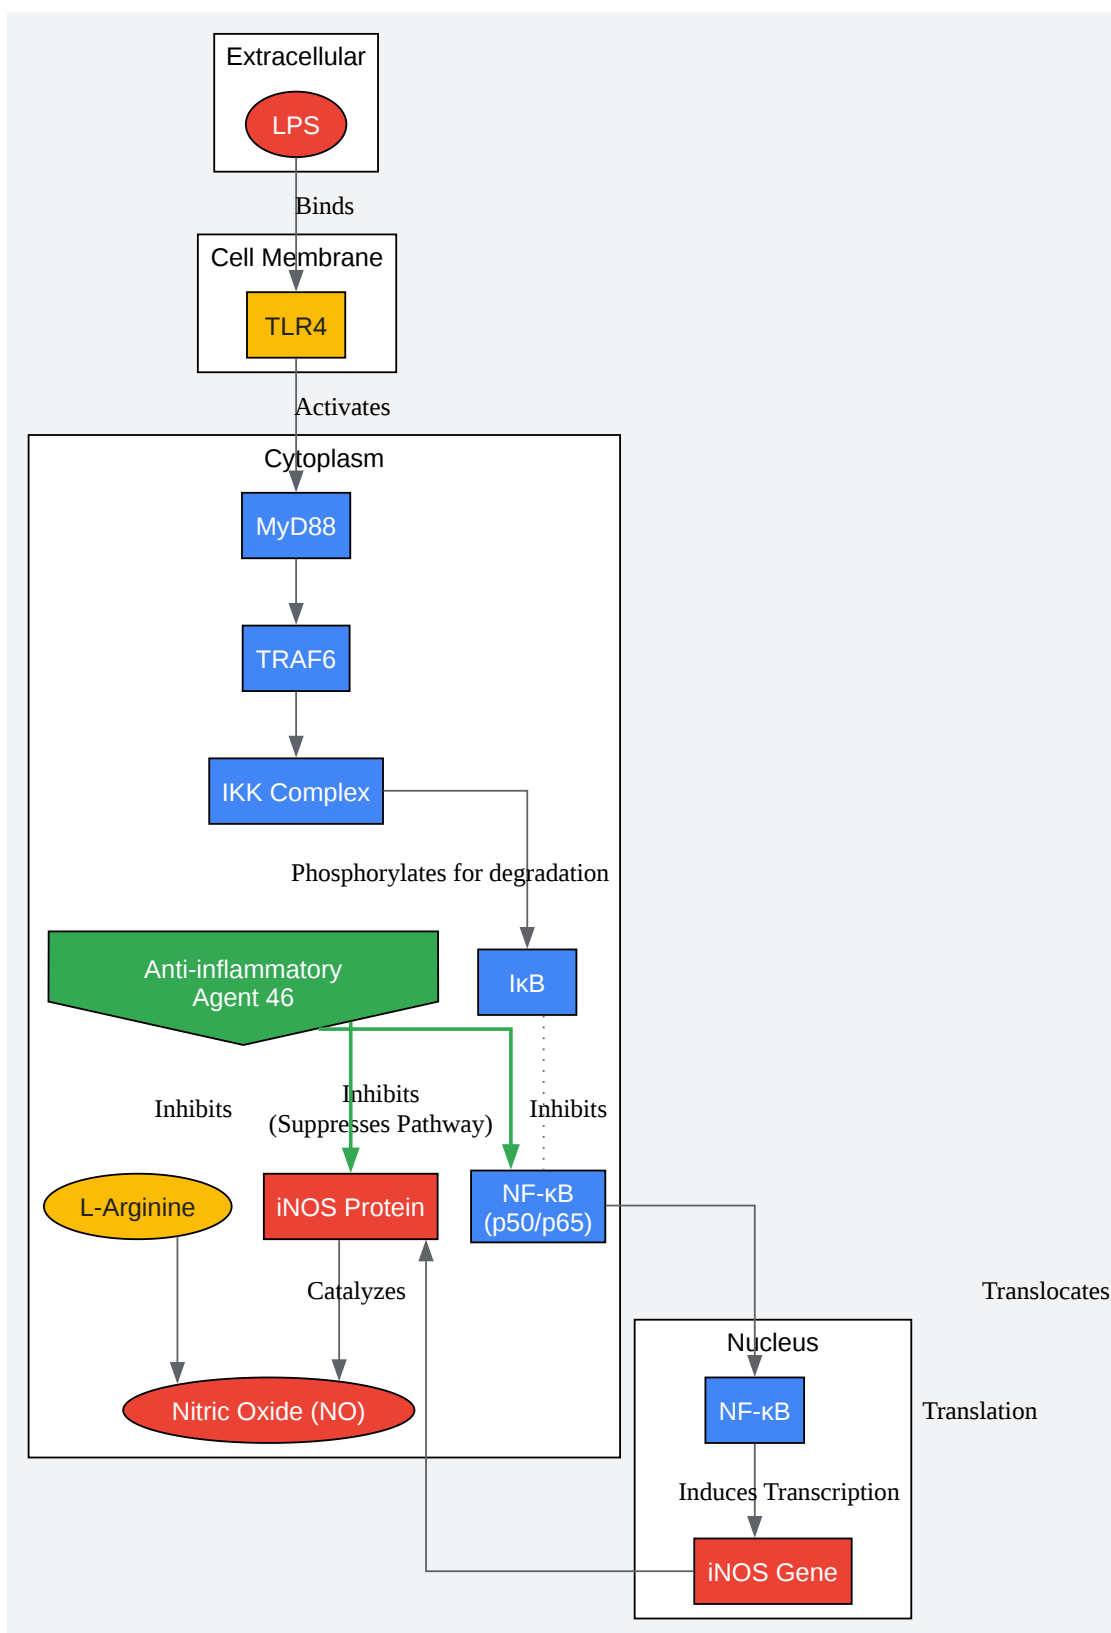 Extracellular
LPS
Binds
Cell Membrane
TLR4
Activates
Cytoplasm
MyD88
TRAF6
IKK Complex
Phosphorylates for degradation
Anti-inflammatory
Agent 46
IκB
Inhibits
Inhibits
(Suppresses Pathway)
Inhibits
L-Arginine
iNOS Protein
NF-κB
(p50/p65)
Catalyzes
Translocates
Nucleus
Nitric Oxide (NO)
NF-κB
Translation
Induces Transcription
iNOS Gene